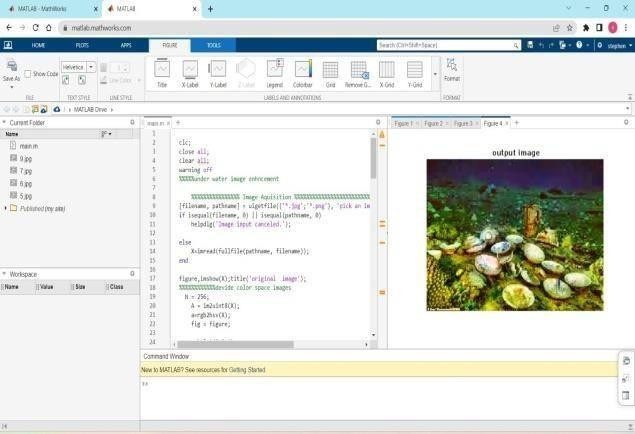 MATLAB - MathWorks
MATLAB
matlab.mathworks.com
HOME
PLOTS
APPS
FIGURE
TOOLS
Search (Ctrl+Shift+Space)
stephen
Save As
Show Code
Helvetica
Line Color
Title
X-Label
Y-Label
Z-Label
Legend
Colorbar
Grid
Remove G...
X-Grid
Y-Grid
Format
FILE
TEXT STYLE
LINE STYLE
LABELS AND ANNOTATIONS
FORMAT
MATLAB Drive
Current Folder
Name
main.m
9.jpg
7.jpg
6.jpg
5.jpg
Published (my site)
Workspace
Name
Value
Size
Class
main.m
1
2 clc;
3 close all;
4 clear all;
5 warning off
6 %%%%%under water image enhncement
7
8 Image Aquisition
9 [filename, pathname] = uigetfile({'*.jpg';'*.png'}, 'pick an im
10 if isequal(filename, 0) || isequal(pathname, 0)
11 helpdlg('Image input canceled.');
12
13 else
14 X=imread(fullfile(pathname, filename));
15 end
16
17 figure,imshow(X);title('original image');
18 devide color space images
19 N = 256;
20 A = im2uint8(X);
21 a=rgb2hsv(X);
22 fig = figure;
23
24
Figure 1
Figure 2
Figure 3
Figure 4
output image
Command Window
New to MATLAB? See resources for Getting Started.
>>